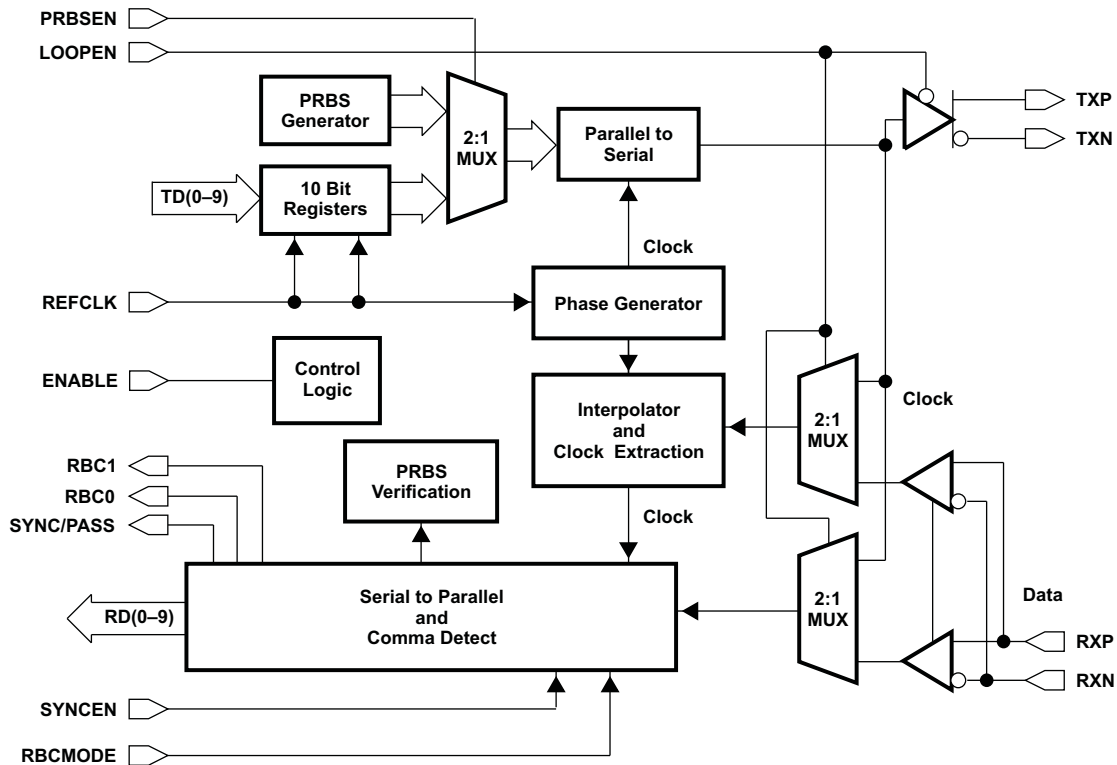 PRBSEN
LOOPEN
PRBS
Generator
2:1
MUX
Parallel to
Serial
TXP
TXN
TD(0–9)
10 Bit
Registers
Clock
REFCLK
Phase Generator
ENABLE
Control
Logic
Interpolator
and
Clock Extraction
2:1
MUX
Clock
RBC1
RBC0
SYNC/PASS
PRBS
Verification
Clock
RD(0–9)
Serial to Parallel
and
Comma Detect
2:1
MUX
Data
RXP
RXN
SYNCEN
RBCMODE